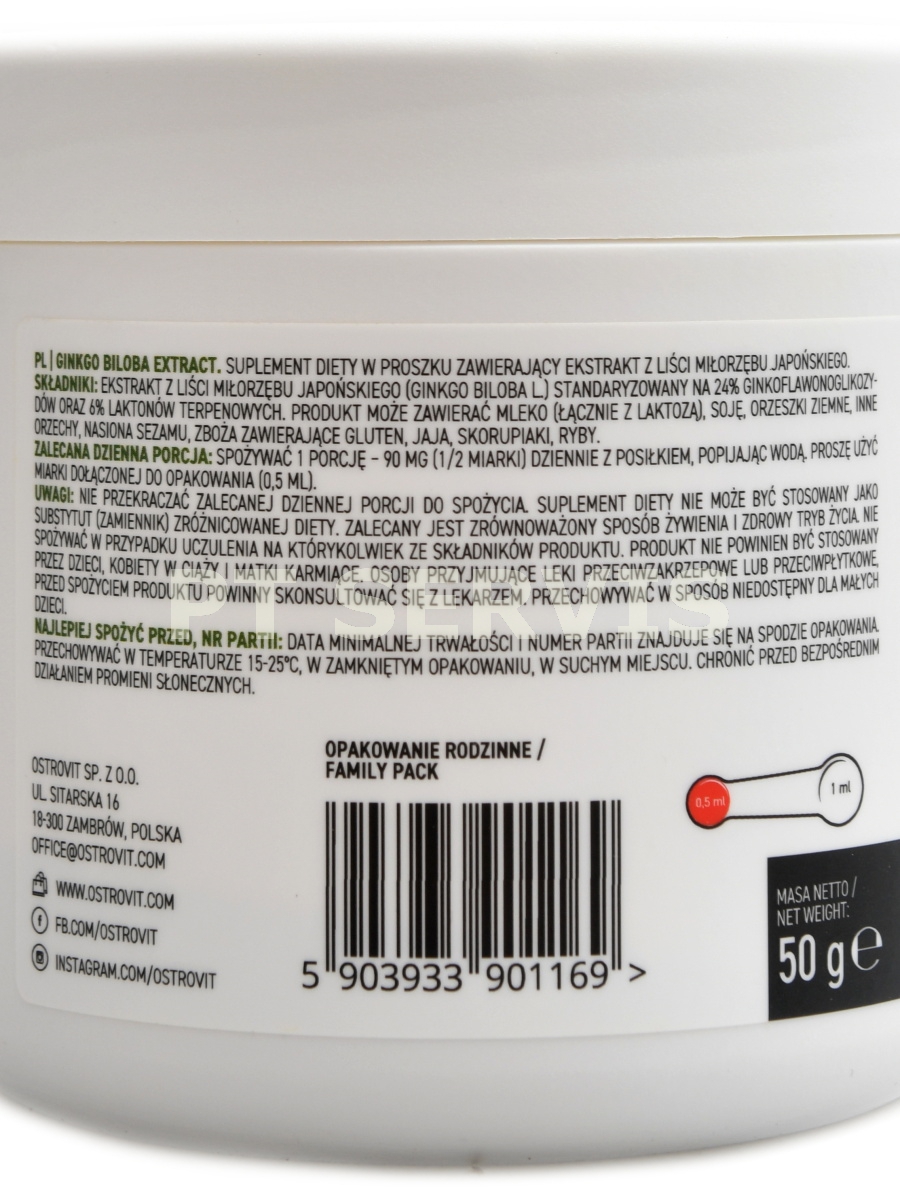 PL | GINKGO BILOBA EXTRACT. SUPLEMENT DIETY W PROSZKU ZAWIERAJĄCY EKSTRAKT Z LIŚCI MIŁORZĘBU JAPOŃSKIEGO.
SKŁADNIKI: EKSTRAKT Z LIŚCI MIŁORZĘBU JAPOŃSKIEGO (GINKGO BILOBA L.) STANDARYZOWANY NA 24% GINKOFLAWONOGLIKOZY-
DÓW ORAZ 6% LAKTONÓW TERPENOWYCH. PRODUKT MOŻE ZAWIERAĆ MLEKO (ŁĄCZNIE Z LAKTOZĄ), SOJĘ, ORZESZKI ZIEMNE, INNE
ORZECHY, NASIONA SEZAMU, ZBOŻA ZAWIERAJĄCE GLUTEN, JAJA, SKORUPIAKI, RYBY.
ZALECANA DZIENNA PORCJA: SPOŻYWAĆ 1 PORCJĘ – 90 MG (1/2 MIARKI) DZIENNIE Z POSIŁKIEM, POPIJAJĄC WODĄ. PROSZĘ UŻYĆ
MIARKI DOŁĄCZONEJ DO OPAKOWANIA (0,5 ML).
UWAGI: NIE PRZEKRACZAĆ ZALECANEJ DZIENNEJ PORCJI DO SPOŻYCIA. SUPLEMENT DIETY NIE MOŻE BYĆ STOSOWANY JAKO
SUBSTYTUT (ZAMIENNIK) ZRÓŻNICOWANEJ DIETY. ZALECANY JEST ZRÓWNOWAŻONY SPOSÓB ŻYWIENIA I ZDROWY TRYB ŻYCIA. NIE
SPOŻYWAĆ W PRZYPADKU UCZULENIA NA KTÓRYKOLWIEK ZE SKŁADNIKÓW PRODUKTU. PRODUKT NIE POWINIEN BYĆ STOSOWANY
PRZEZ DZIECI, KOBIETY W CIĄŻY I MATKI KARMIĄCE. OSOBY PRZYJMUJĄCE LEKI PRZECIWZAKRZEPOWE LUB PRZECIWPŁYTKOWE,
PRZED SPOŻYCIEM PRODUKTU POWINNY SKONSULTOWAĆ SIĘ Z LEKARZEM. PRZECHOWYWAĆ W SPOSÓB NIEDOSTĘPNY DLA MAŁYCH
DZIECI.
NAJLEPIEJ SPOŻYĆ PRZED, NR PARTII: DATA MINIMALNEJ TRWAŁOŚCI I NUMER PARTII ZNAJDUJE SIĘ NA SPODZIE OPAKOWANIA.
PRZECHOWYWAĆ W TEMPERATURZE 15-25°C, W ZAMKNIĘTYM OPAKOWANIU, W SUCHYM MIEJSCU. CHRONIĆ PRZED BEZPOŚREDNIM
DZIAŁANIEM PROMIENI SŁONECZNYCH.
PT SERVIS
OSTROVIT SP. Z O.O.
UL SITARSKA 16
18-300 ZAMBRÓW, POLSKA
OFFICE@OSTROVIT.COM
WWW.OSTROVIT.COM
FB.COM/OSTROVIT
INSTAGRAM.COM/OSTROVIT
OPAKOWANIE RODZINNE /
FAMILY PACK
5 903933 901169 >
0,5 ml
1 ml
MASA NETTO /
NET WEIGHT:
50 g ℮